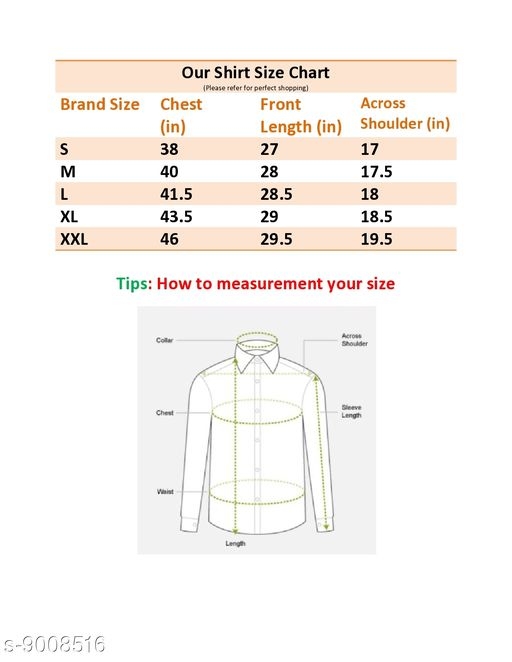 Our Shirt Size Chart
(Please refer for perfect shopping)
Brand Size Chest (in) Front Length (in) Across Shoulder (in)
S 38 27 17
M 40 28 17.5
L 41.5 28.5 18
XL 43.5 29 18.5
XXL 46 29.5 19.5
Tips: How to measurement your size
Collar
Across
Shoulder
Chest
Sleeve
Length
Waist
Length
s-9008516